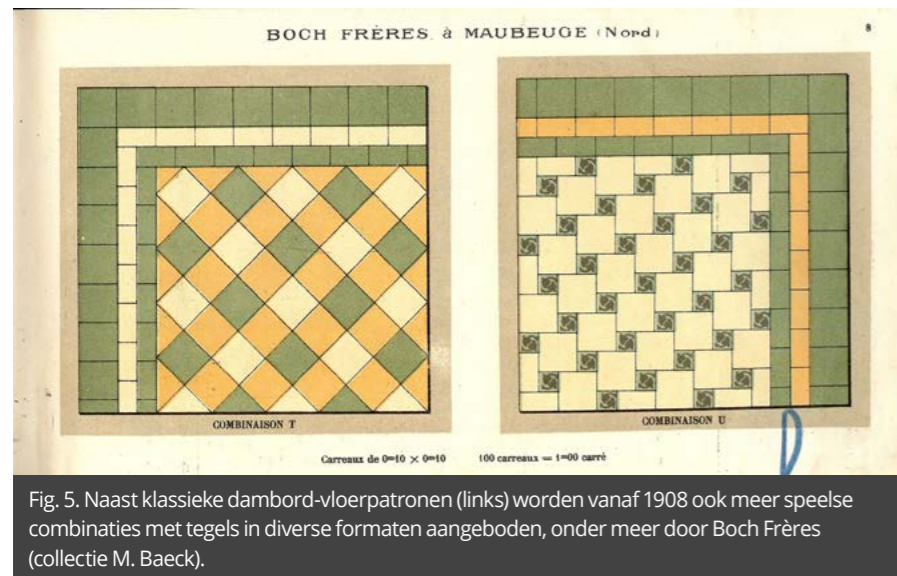 BOCH FRÈRES à MAUBEUGE (Nord)
8
COMBINAISON T
COMBINAISON U
Carreaux de 0m10 × 0m10
100 carreaux = 1m00 carré
Fig. 5. Naast klassieke dambord-vloerpatronen (links) worden vanaf 1908 ook meer speelse
combinaties met tegels in diverse formaten aangeboden, onder meer door Boch Frères
(collectie M. Baeck).